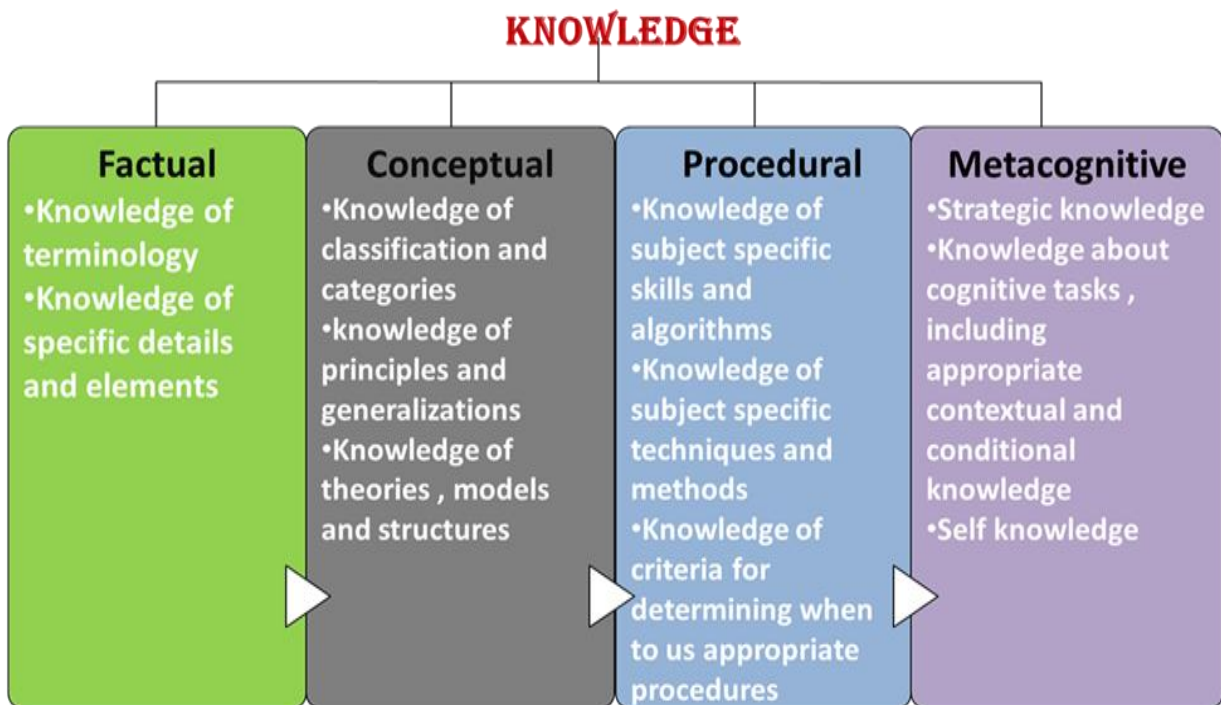 KNOWLEDGE
Factual
•Knowledge of
terminology
•Knowledge of
specific details
and elements
Conceptual
•Knowledge of
classification and
categories
•knowledge of
principles and
generalizations
•Knowledge of
theories , models
and structures
Procedural
•Knowledge of
subject specific
skills and
algorithms
•Knowledge of
subject specific
techniques and
methods
•Knowledge of
criteria for
determining when
to us appropriate
procedures
Metacognitive
•Strategic knowledge
•Knowledge about
cognitive tasks ,
including
appropriate
contextual and
conditional
knowledge
•Self knowledge